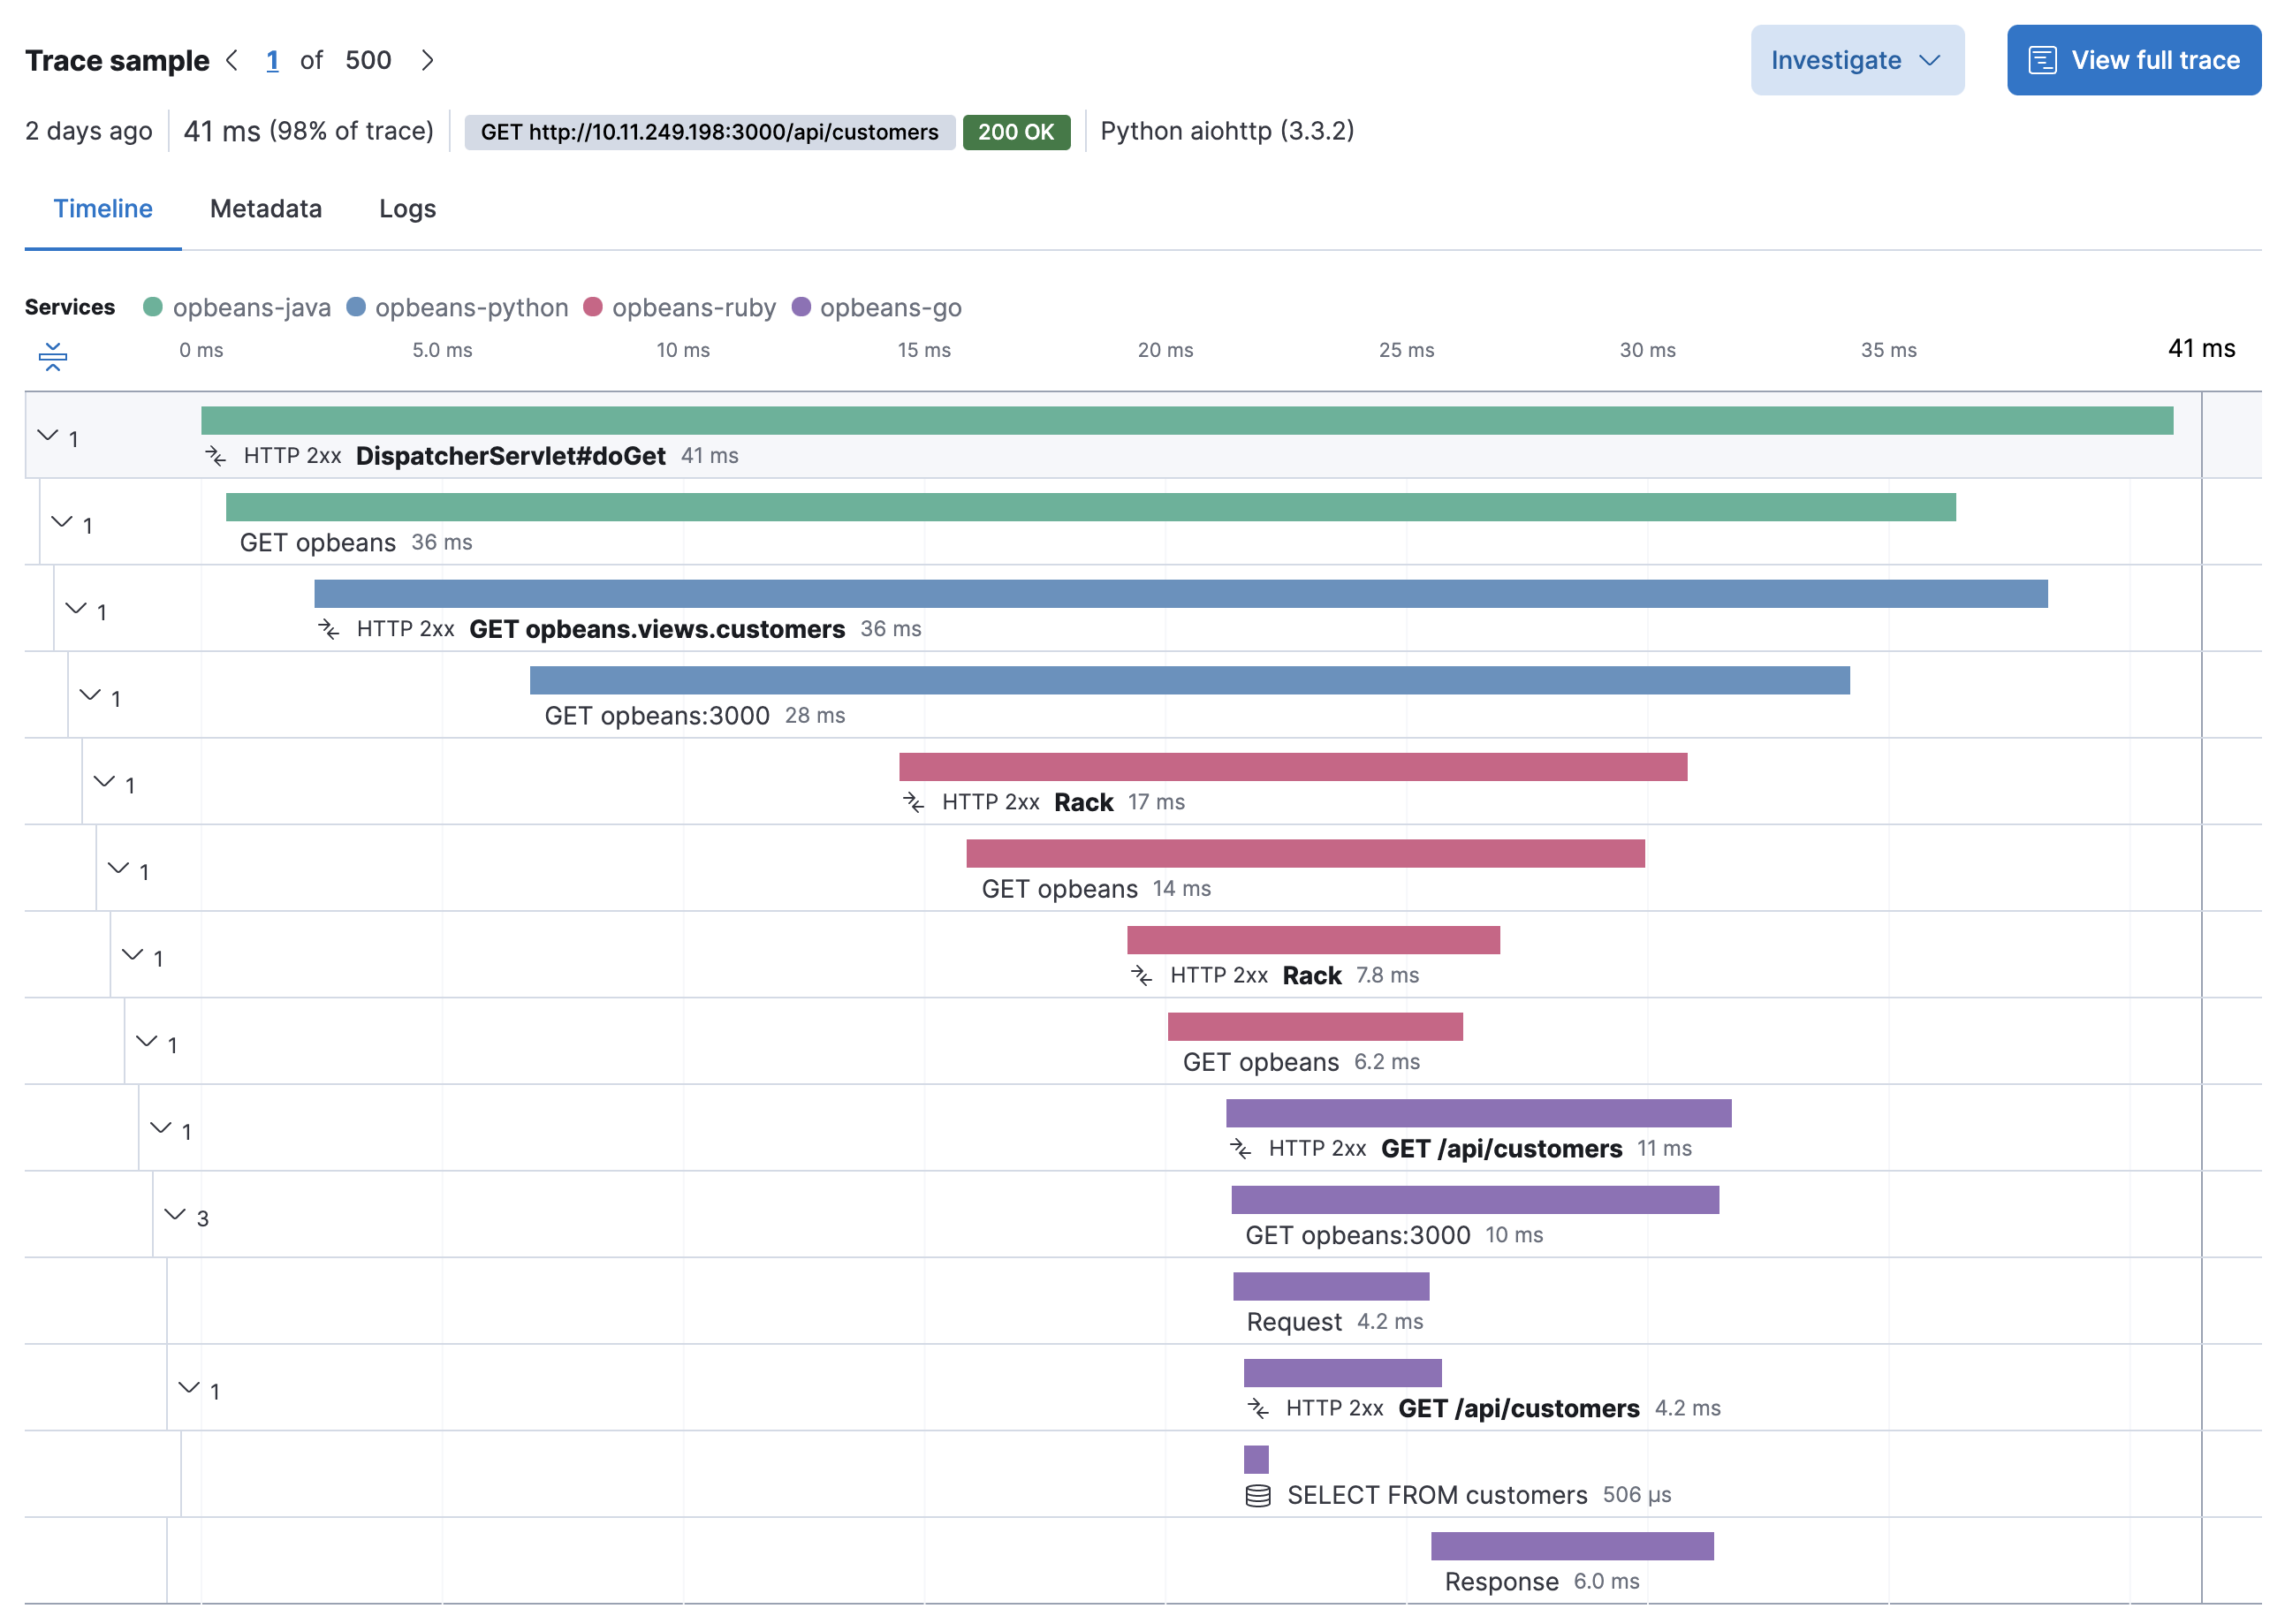 Trace sample 1 of 500 Investigate View full trace
2 days ago 41 ms (98% of trace) GET http://10.11.249.198:3000/api/customers 200 OK Python aiohttp (3.3.2)
Timeline Metadata Logs
Services opbeans-java opbeans-python opbeans-ruby opbeans-go
0 ms 5.0 ms 10 ms 15 ms 20 ms 25 ms 30 ms 35 ms 41 ms
1
HTTP 2xx DispatcherServlet#doGet 41 ms
1
GET opbeans 36 ms
1
HTTP 2xx GET opbeans.views.customers 36 ms
1
GET opbeans:3000 28 ms
1
HTTP 2xx Rack 17 ms
1
GET opbeans 14 ms
1
HTTP 2xx Rack 7.8 ms
1
GET opbeans 6.2 ms
1
HTTP 2xx GET /api/customers 11 ms
3
GET opbeans:3000 10 ms
Request 4.2 ms
1
HTTP 2xx GET /api/customers 4.2 ms
SELECT FROM customers 506 μs
Response 6.0 ms